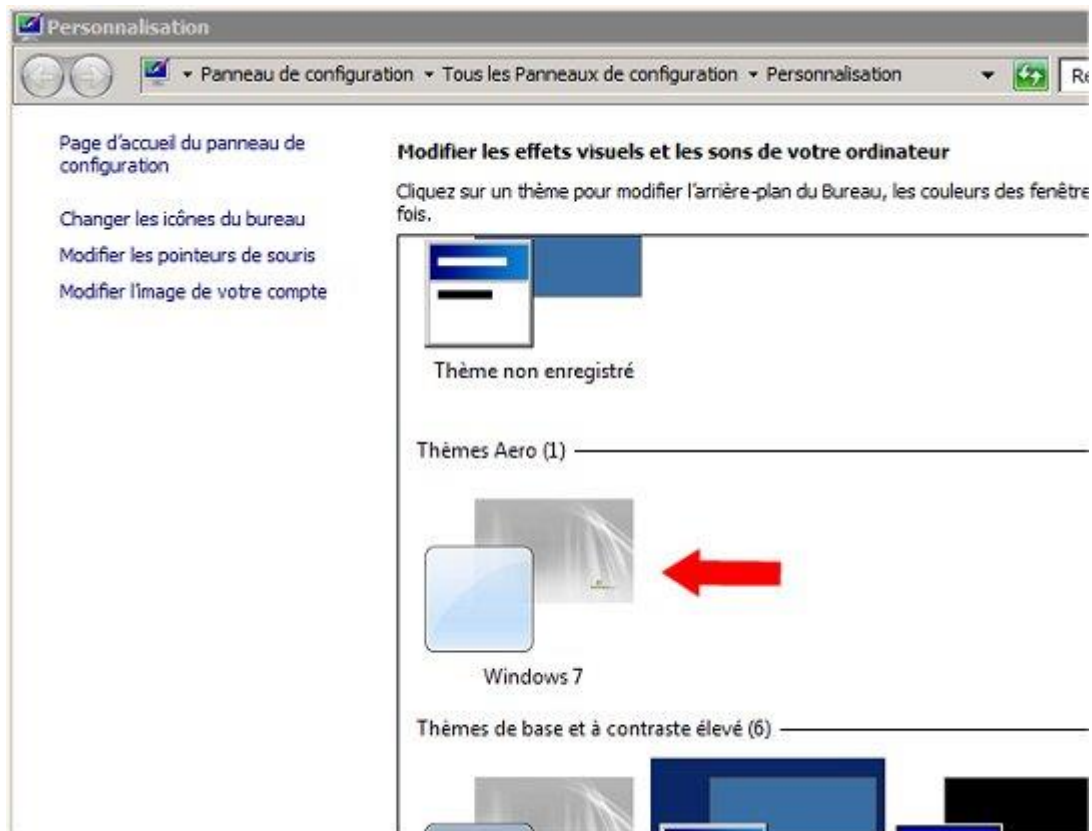 Personnalisation
Panneau de configuration Tous les Panneaux de configuration Personnalisation
Page d'accueil du panneau de
configuration
Changer les icônes du bureau
Modifier les pointeurs de souris
Modifier l'image de votre compte
Modifier les effets visuels et les sons de votre ordinateur
Cliquez sur un thème pour modifier l'arrière-plan du Bureau, les couleurs des fenêtre
fois.
Thème non enregistré
Thèmes Aero (1)
Windows 7
Thèmes de base et à contraste élevé (6)